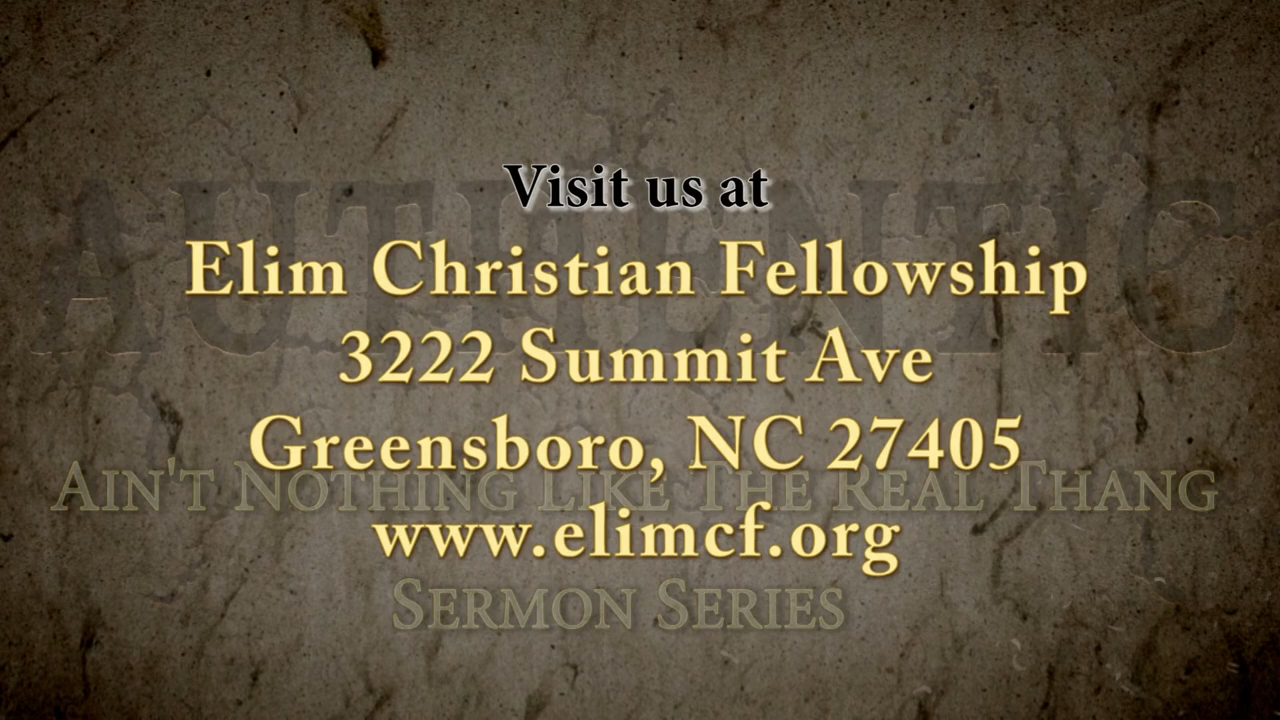 Visit us at
AUTHENTIC
Elim Christian Fellowship
3222 Summit Ave
Greensboro, NC 27405
Ain't Nothing Like The Real Thang
www.elimcf.org
Sermon Series